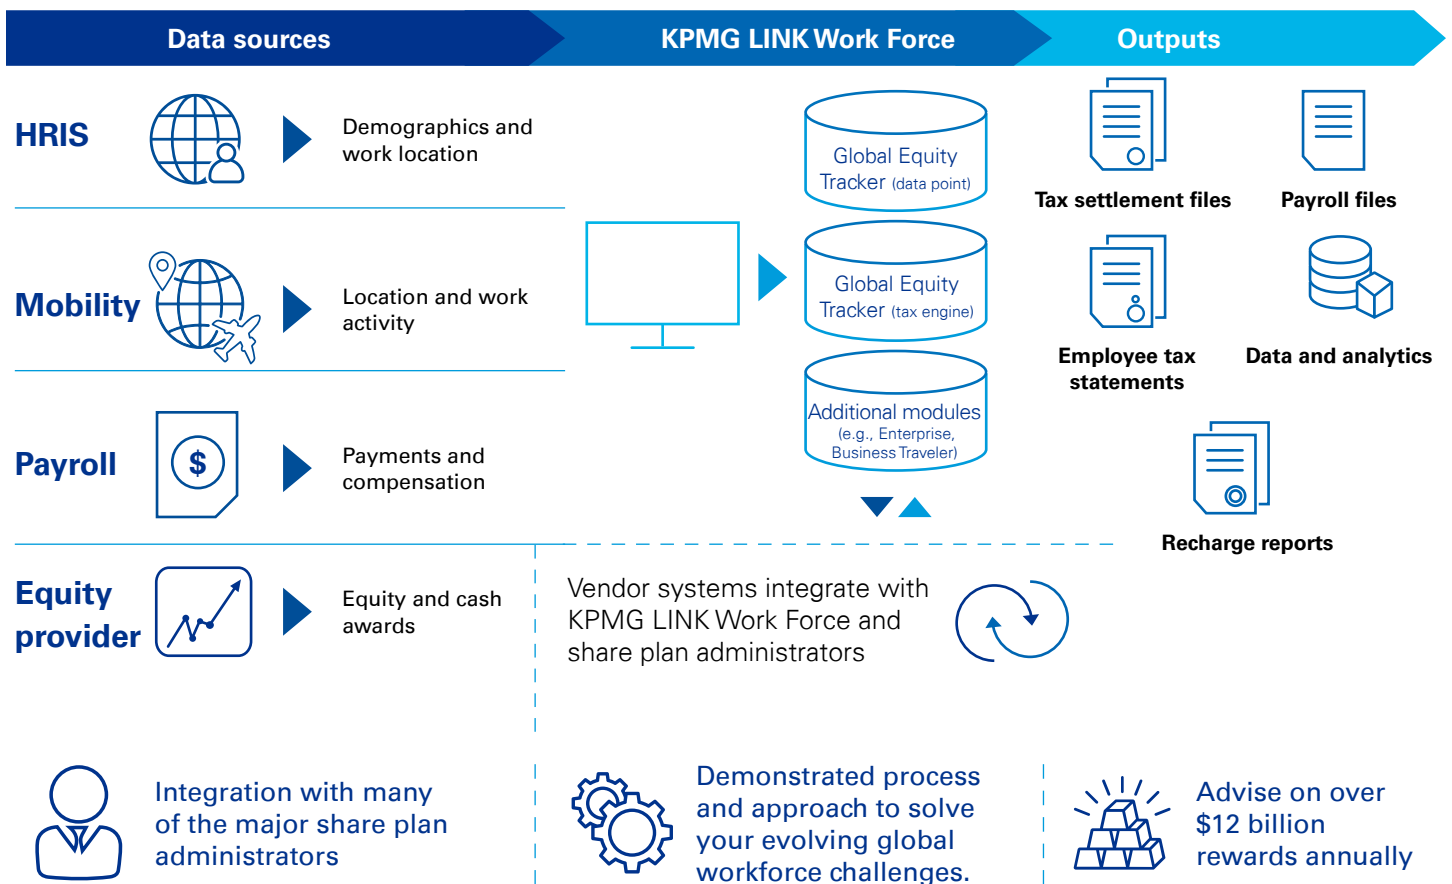 Data sources
KPMG LINK Work Force
Outputs
HRIS
Demographics and
work location
Mobility
Location and work
activity
Payroll
$
Payments and
compensation
Equity
provider
Equity and cash
awards
Global Equity
Tracker (data point)
Global Equity
Tracker (tax engine)
Additional modules
(e.g., Enterprise,
Business Traveler)
Vendor systems integrate with
KPMG LINK Work Force and
share plan administrators
Tax settlement files
Payroll files
Employee tax
statements
Data and analytics
Recharge reports
Integration with many
of the major share plan
administrators
Demonstrated process
and approach to solve
your evolving global
workforce challenges.
Advise on over
$12 billion
rewards annually